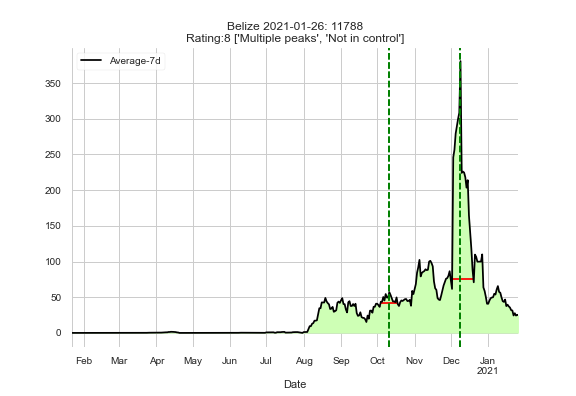 Belize 2021-01-26: 11788
Rating:8 ['Multiple peaks', 'Not in control']
Average-7d
350
300
250
200
150
100
50
0
Feb Mar Apr May Jun Jul Aug Sep Oct Nov Dec Jan
2021
Date